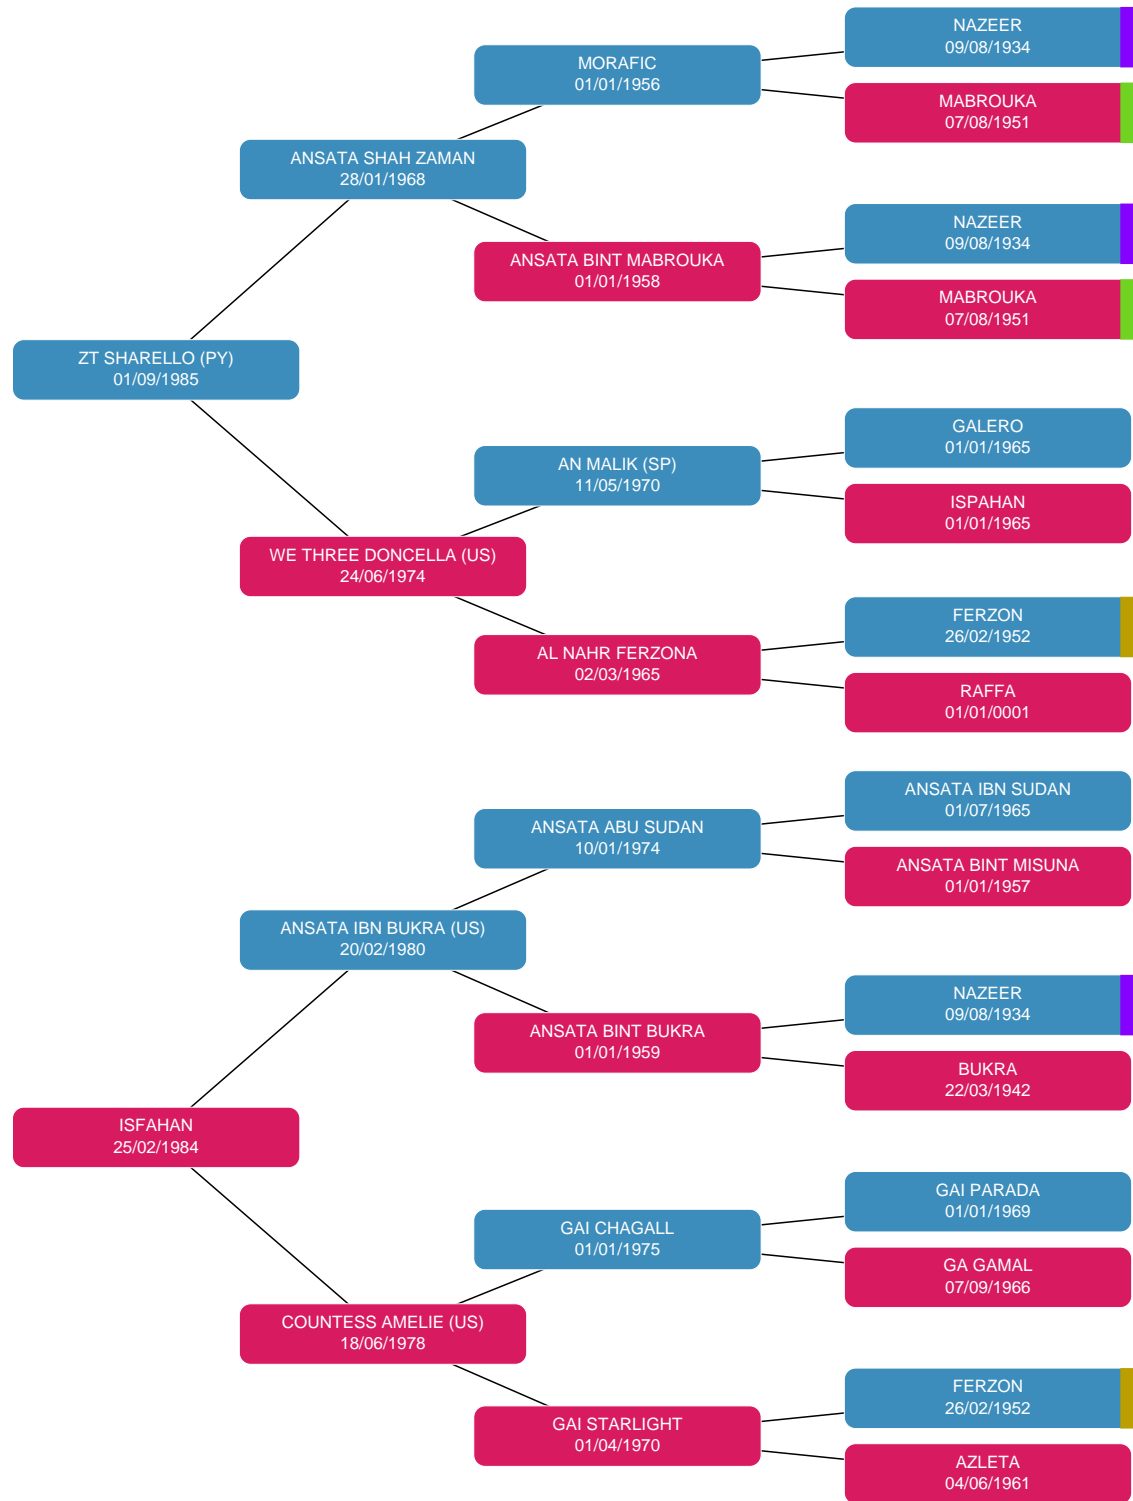 NAZEER
09/08/1934
MORAFIC
01/01/1956
MABROUKA
07/08/1951
ANSATA SHAH ZAMAN
28/01/1968
NAZEER
09/08/1934
ANSATA BINT MABROUKA
01/01/1958
MABROUKA
07/08/1951
ZT SHARELLO (PY)
01/09/1985
GALERO
01/01/1965
AN MALIK (SP)
11/05/1970
ISPAHAN
01/01/1965
WE THREE DONCELLA (US)
24/06/1974
FERZON
26/02/1952
AL NAHR FERZONA
02/03/1965
RAFFA
01/01/0001
ANSATA IBN SUDAN
01/07/1965
ANSATA ABU SUDAN
10/01/1974
ANSATA BINT MISUNA
01/01/1957
ANSATA IBN BUKRA (US)
20/02/1980
NAZEER
09/08/1934
ANSATA BINT BUKRA
01/01/1959
BUKRA
22/03/1942
ISFAHAN
25/02/1984
GAI PARADA
01/01/1969
GAI CHAGALL
01/01/1975
GA GAMAL
07/09/1966
COUNTESS AMELIE (US)
18/06/1978
FERZON
26/02/1952
GAI STARLIGHT
01/04/1970
AZLETA
04/06/1961